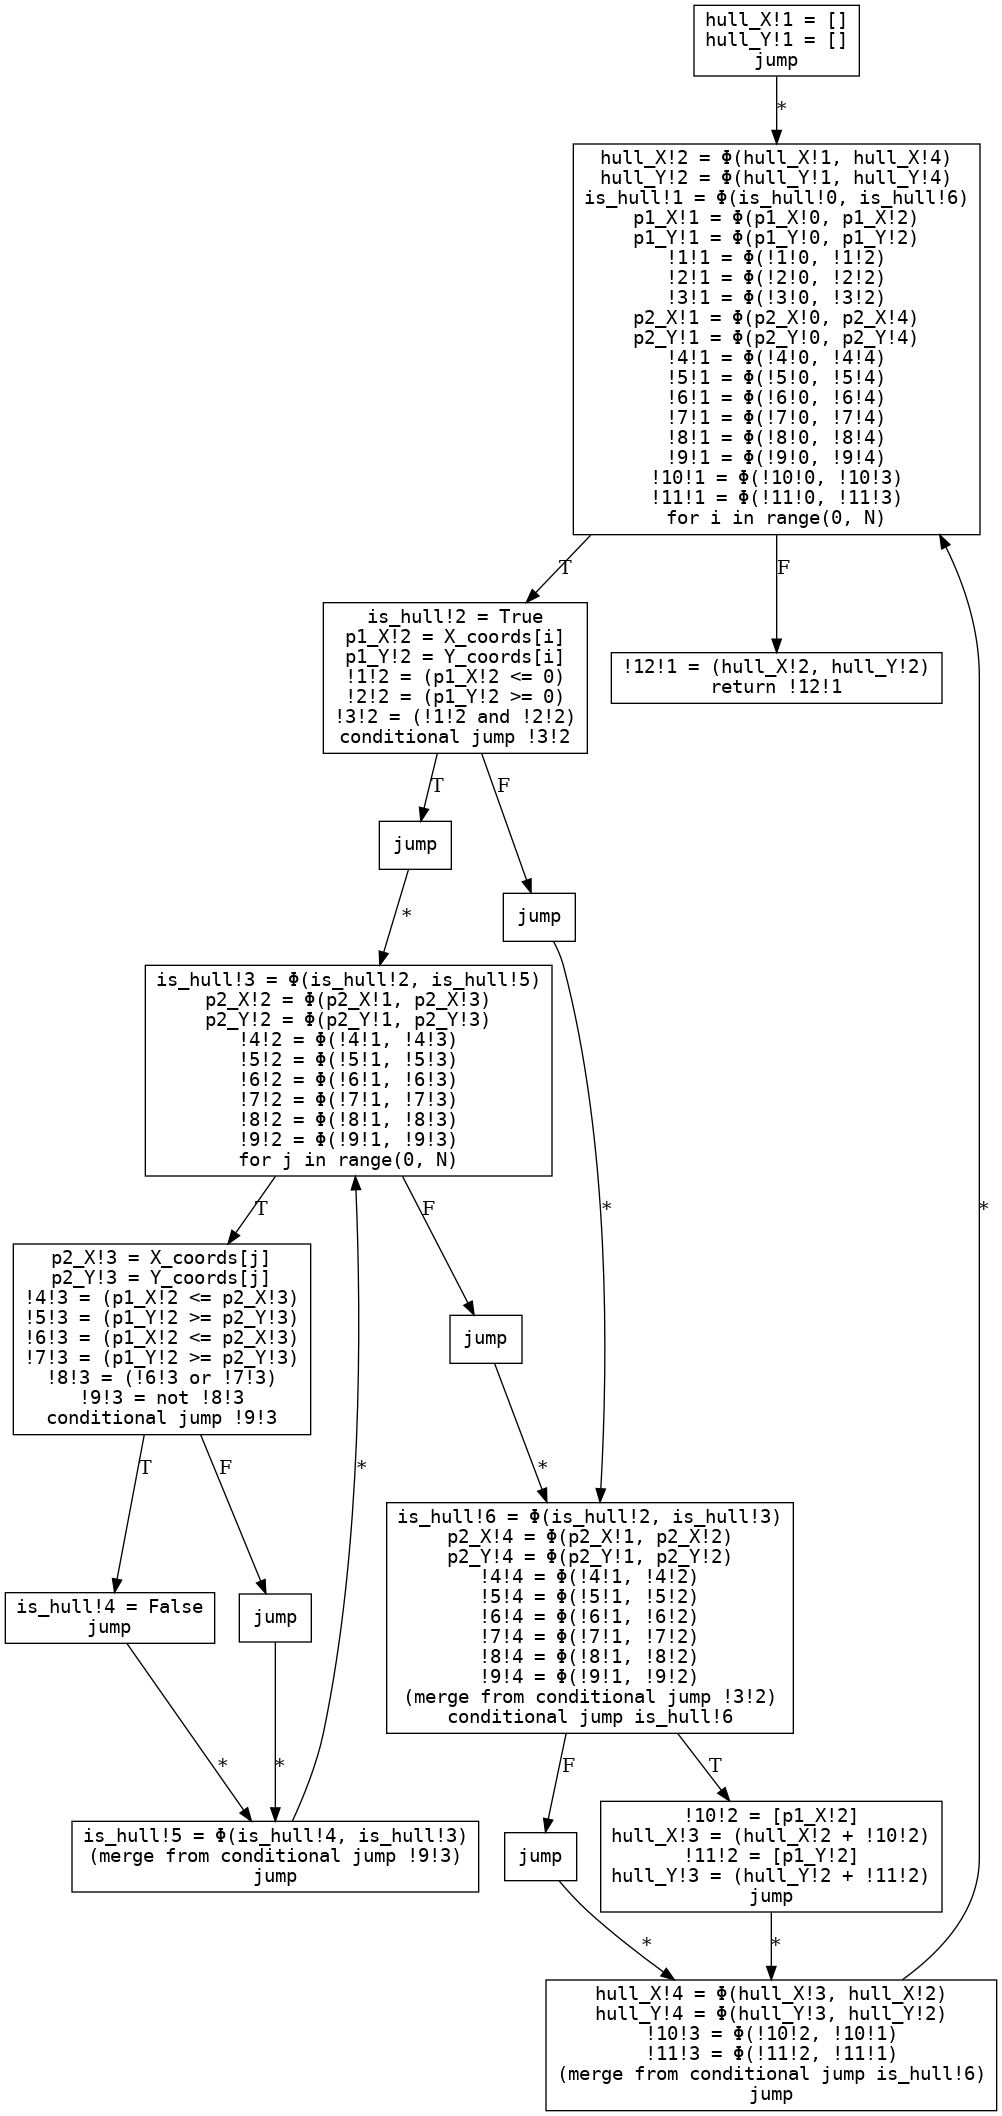 hull_X!1 = []
hull_Y!1 = []
jump
*
hull_X!2 = Φ(hull_X!1, hull_X!4)
hull_Y!2 = Φ(hull_Y!1, hull_Y!4)
is_hull!1 = Φ(is_hull!0, is_hull!6)
p1_X!1 = Φ(p1_X!0, p1_X!2)
p1_Y!1 = Φ(p1_Y!0, p1_Y!2)
!1!1 = Φ(!1!0, !1!2)
!2!1 = Φ(!2!0, !2!2)
!3!1 = Φ(!3!0, !3!2)
p2_X!1 = Φ(p2_X!0, p2_X!4)
p2_Y!1 = Φ(p2_Y!0, p2_Y!4)
!4!1 = Φ(!4!0, !4!4)
!5!1 = Φ(!5!0, !5!4)
!6!1 = Φ(!6!0, !6!4)
!7!1 = Φ(!7!0, !7!4)
!8!1 = Φ(!8!0, !8!4)
!9!1 = Φ(!9!0, !9!4)
!10!1 = Φ(!10!0, !10!3)
!11!1 = Φ(!11!0, !11!3)
for i in range(0, N)
T
F
is_hull!2 = True
p1_X!2 = X_coords[i]
p1_Y!2 = Y_coords[i]
!1!2 = (p1_X!2 <= 0)
!2!2 = (p1_Y!2 >= 0)
!3!2 = (!1!2 and !2!2)
conditional jump !3!2
!12!1 = (hull_X!2, hull_Y!2)
return !12!1
T
F
jump
jump
*
is_hull!3 = Φ(is_hull!2, is_hull!5)
p2_X!2 = Φ(p2_X!1, p2_X!3)
p2_Y!2 = Φ(p2_Y!1, p2_Y!3)
!4!2 = Φ(!4!1, !4!3)
!5!2 = Φ(!5!1, !5!3)
!6!2 = Φ(!6!1, !6!3)
!7!2 = Φ(!7!1, !7!3)
!8!2 = Φ(!8!1, !8!3)
!9!2 = Φ(!9!1, !9!3)
for j in range(0, N)
T
F
*
*
p2_X!3 = X_coords[j]
p2_Y!3 = Y_coords[j]
!4!3 = (p1_X!2 <= p2_X!3)
!5!3 = (p1_Y!2 >= p2_Y!3)
!6!3 = (p1_X!2 <= p2_X!3)
!7!3 = (p1_Y!2 >= p2_Y!3)
!8!3 = (!6!3 or !7!3)
!9!3 = not !8!3
conditional jump !9!3
jump
T
F
*
*
is_hull!6 = Φ(is_hull!2, is_hull!3)
p2_X!4 = Φ(p2_X!1, p2_X!2)
p2_Y!4 = Φ(p2_Y!1, p2_Y!2)
!4!4 = Φ(!4!1, !4!2)
!5!4 = Φ(!5!1, !5!2)
!6!4 = Φ(!6!1, !6!2)
!7!4 = Φ(!7!1, !7!2)
!8!4 = Φ(!8!1, !8!2)
!9!4 = Φ(!9!1, !9!2)
(merge from conditional jump !3!2)
conditional jump is_hull!6
is_hull!4 = False
jump
jump
*
*
F
T
is_hull!5 = Φ(is_hull!4, is_hull!3)
(merge from conditional jump !9!3)
jump
jump
!10!2 = [p1_X!2]
hull_X!3 = (hull_X!2 + !10!2)
!11!2 = [p1_Y!2]
hull_Y!3 = (hull_Y!2 + !11!2)
jump
*
*
hull_X!4 = Φ(hull_X!3, hull_X!2)
hull_Y!4 = Φ(hull_Y!3, hull_Y!2)
!10!3 = Φ(!10!2, !10!1)
!11!3 = Φ(!11!2, !11!1)
(merge from conditional jump is_hull!6)
jump